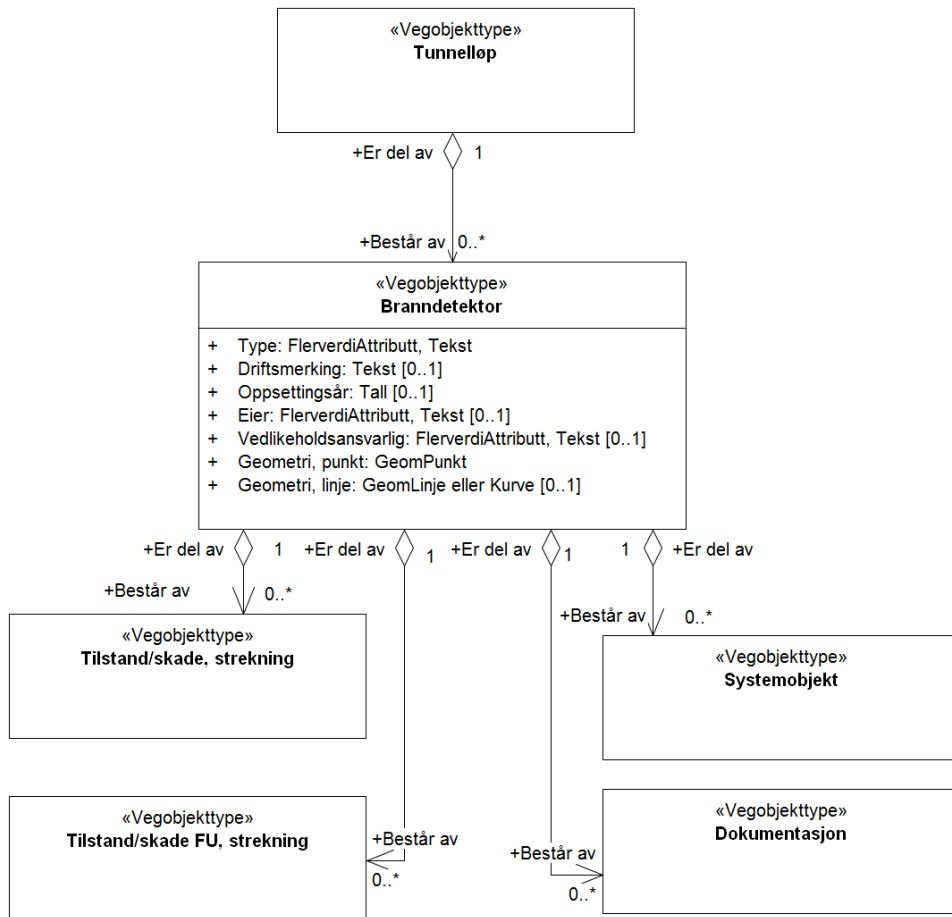 «Vegobjekttype»
Tunnelløp
+Er del av 1
+Består av 0..*
«Vegobjekttype»
Branndetektor
+ Type: FlerverdiAttributt, Tekst
+ Driftsmerking: Tekst [0..1]
+ Oppsettingsår: Tall [0..1]
+ Eier: FlerverdiAttributt, Tekst [0..1]
+ Vedlikeholdsansvarlig: FlerverdiAttributt, Tekst [0..1]
+ Geometri, punkt: GeomPunkt
+ Geometri, linje: GeomLinje eller Kurve [0..1]
+Er del av 1 +Er del av 1 +Er del av 1 1 +Er del av
+Består av 0..*
+Består av 0..*
«Vegobjekttype»
Tilstand/skade, strekning
«Vegobjekttype»
Systemobjekt
«Vegobjekttype»
Tilstand/skade FU, strekning
+Består av
0..*
+Består av
0..*
«Vegobjekttype»
Dokumentasjon